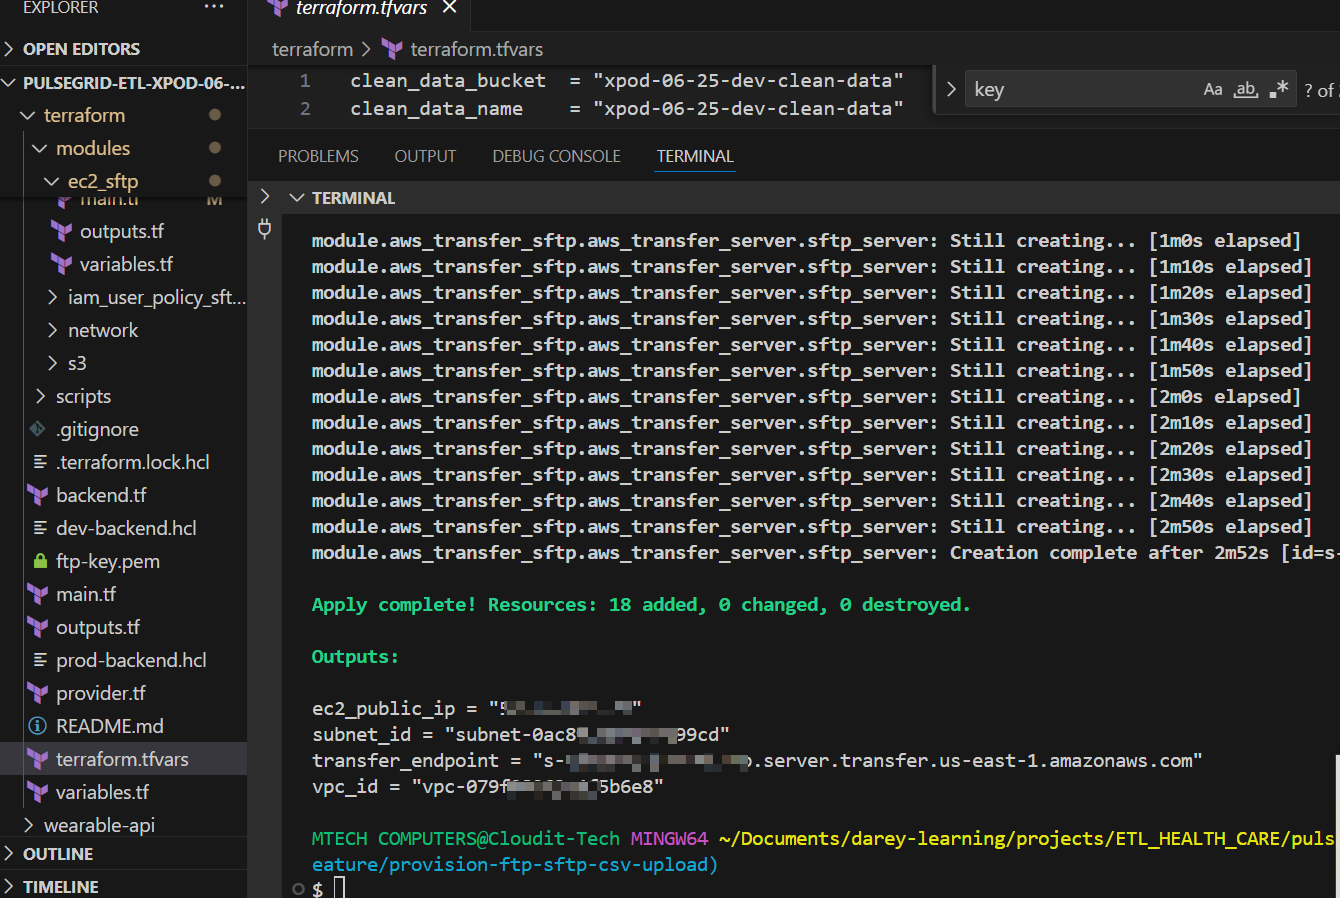 EXPLORER
OPEN EDITORS
PULSEGRID-ETL-XPOD-06-...
terraform
modules
ec2_sftp
main.tf M
outputs.tf
variables.tf
iam_user_policy_sft...
network
s3
scripts
.gitignore
.terraform.lock.hcl
backend.tf
dev-backend.hcl
ftp-key.pem
main.tf
outputs.tf
prod-backend.hcl
provider.tf
README.md
terraform.tfvars
variables.tf
wearable-api
OUTLINE
TIMELINE
terraform.tfvars
terraform > terraform.tfvars
1 clean_data_bucket = "xpod-06-25-dev-clean-data"
2 clean_data_name = "xpod-06-25-dev-clean-data"
key Aa ab .* ? of
PROBLEMS OUTPUT DEBUG CONSOLE TERMINAL
TERMINAL
module.aws_transfer_sftp.aws_transfer_server.sftp_server: Still creating... [1m0s elapsed]
module.aws_transfer_sftp.aws_transfer_server.sftp_server: Still creating... [1m10s elapsed]
module.aws_transfer_sftp.aws_transfer_server.sftp_server: Still creating... [1m20s elapsed]
module.aws_transfer_sftp.aws_transfer_server.sftp_server: Still creating... [1m30s elapsed]
module.aws_transfer_sftp.aws_transfer_server.sftp_server: Still creating... [1m40s elapsed]
module.aws_transfer_sftp.aws_transfer_server.sftp_server: Still creating... [1m50s elapsed]
module.aws_transfer_sftp.aws_transfer_server.sftp_server: Still creating... [2m0s elapsed]
module.aws_transfer_sftp.aws_transfer_server.sftp_server: Still creating... [2m10s elapsed]
module.aws_transfer_sftp.aws_transfer_server.sftp_server: Still creating... [2m20s elapsed]
module.aws_transfer_sftp.aws_transfer_server.sftp_server: Still creating... [2m30s elapsed]
module.aws_transfer_sftp.aws_transfer_server.sftp_server: Still creating... [2m40s elapsed]
module.aws_transfer_sftp.aws_transfer_server.sftp_server: Still creating... [2m50s elapsed]
module.aws_transfer_sftp.aws_transfer_server.sftp_server: Creation complete after 2m52s [id=s-
Apply complete! Resources: 18 added, 0 changed, 0 destroyed.
Outputs:
ec2_public_ip = "
subnet_id = "subnet-0ac8 99cd"
transfer_endpoint = "s- .server.transfer.us-east-1.amazonaws.com"
vpc_id = "vpc-079 5b6e8"
MTECH COMPUTERS@Cloudit-Tech MINGW64 ~/Documents/darey-learning/projects/ETL_HEALTH_CARE/puls
eature/provision-ftp-sftp-csv-upload)
$